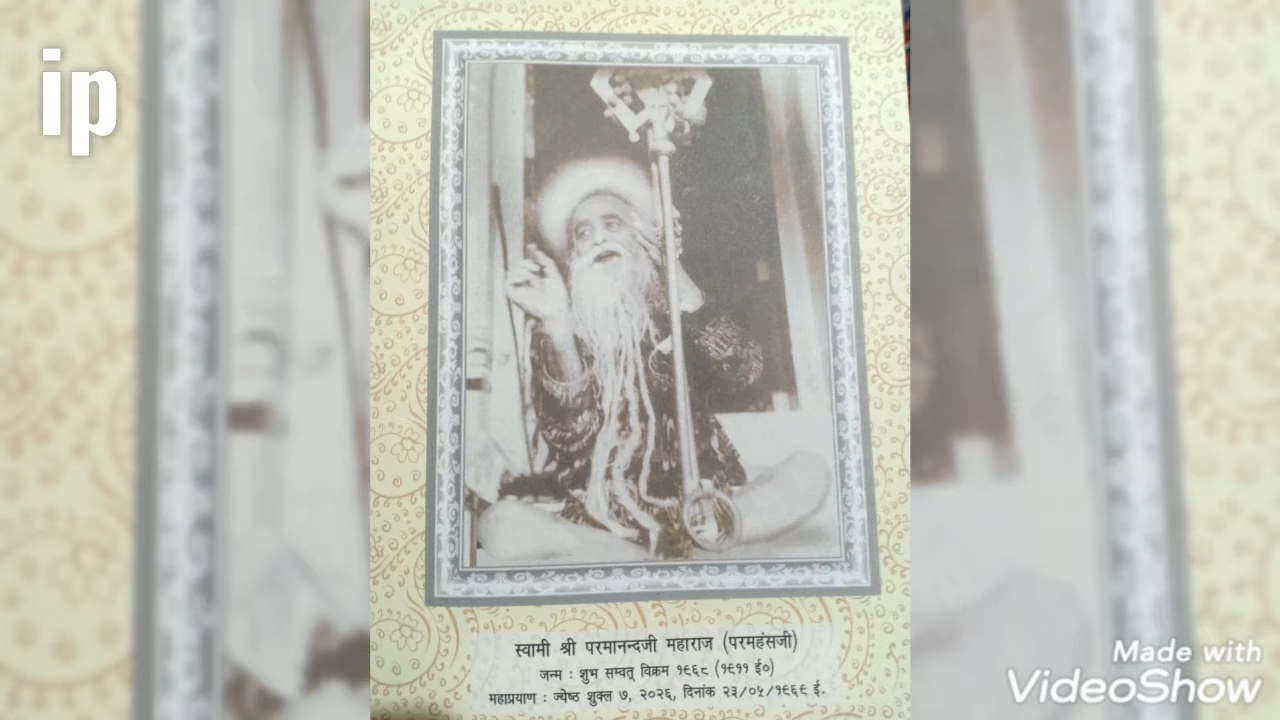 ip
स्वामी श्री परमानन्दजी महाराज (परमहंसजी)
जन्म : शुभ सम्वत् विक्रम १९६८ (१९११ ई०)
महाप्रयाण : ज्येष्ठ शुक्ल ७, २०२६, दिनांक २३/०५/१९६९ ई.
Made with
VideoShow